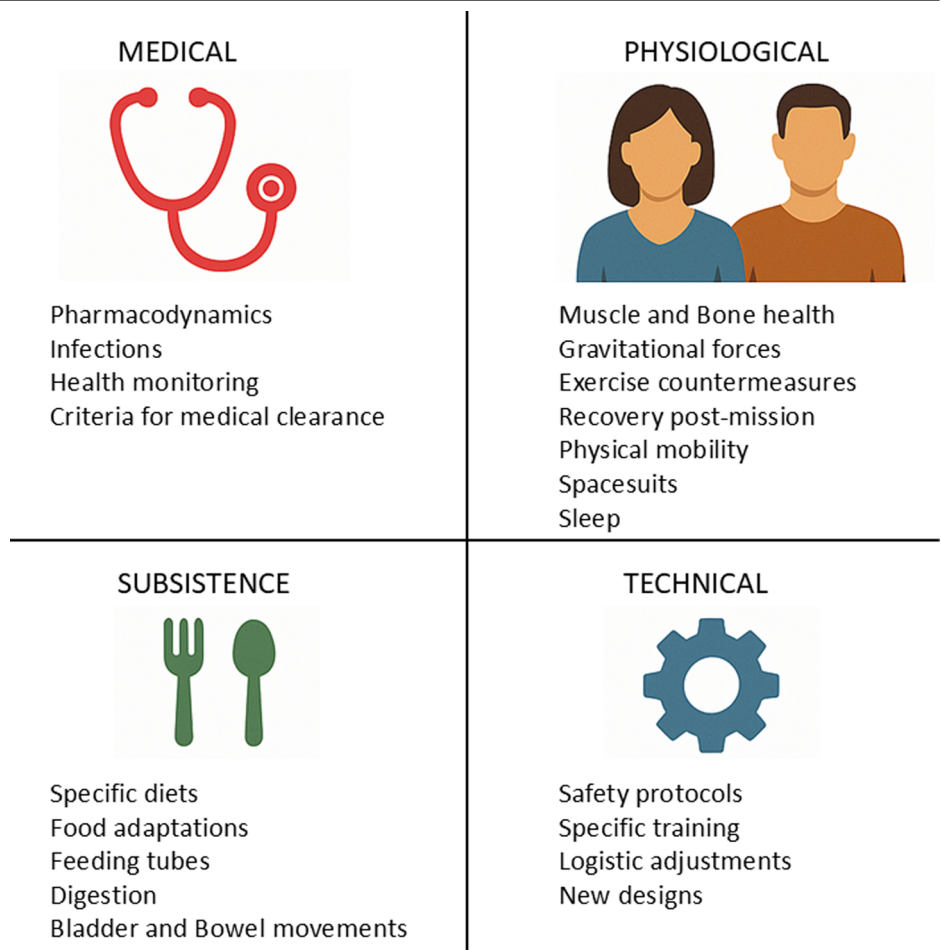 MEDICAL
Pharmacodynamics
Infections
Health monitoring
Criteria for medical clearance
PHYSIOLOGICAL
Muscle and Bone health
Gravitational forces
Exercise countermeasures
Recovery post-mission
Physical mobility
Spacesuits
Sleep
SUBSISTENCE
Specific diets
Food adaptations
Feeding tubes
Digestion
Bladder and Bowel movements
TECHNICAL
Safety protocols
Specific training
Logistic adjustments
New designs